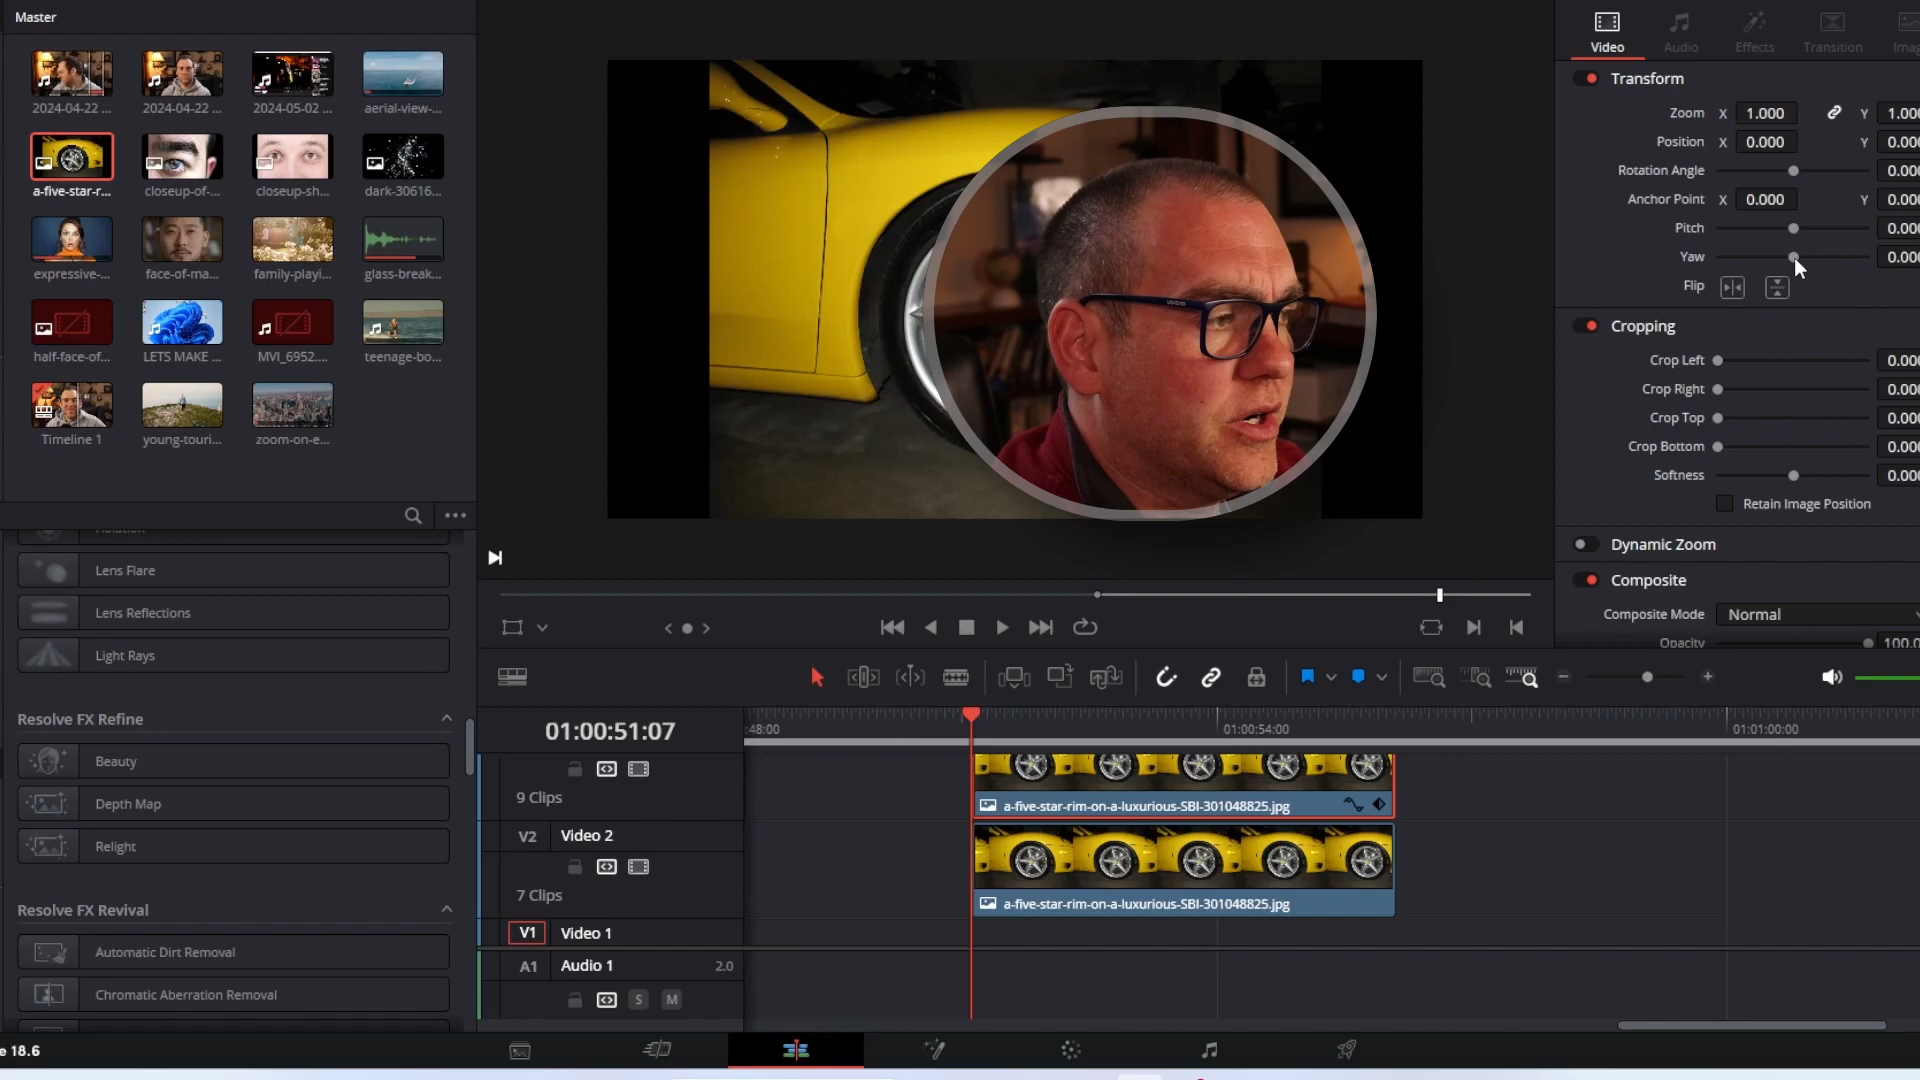 Master
2024-04-22 ...
2024-04-22 ...
2024-05-02 ...
aerial-view-...
a-five-star-r...
closeup-of-...
closeup-sh...
dark-30616...
expressive-...
face-of-ma...
family-playi...
glass-break...
half-face-of...
LETS MAKE ...
MVI_6952....
teenage-bo...
Timeline 1
young-touri...
zoom-on-e...
Lens Flare
Lens Reflections
Light Rays
Resolve FX Refine
Beauty
Depth Map
Relight
Resolve FX Revival
Automatic Dirt Removal
Chromatic Aberration Removal
e 18.6
Video
Audio
Effects
Transition
Imag
Transform
Zoom X 1.000 Y 1.000
Position X 0.000 Y 0.000
Rotation Angle 0.000
Anchor Point X 0.000 Y 0.000
Pitch 0.000
Yaw 0.000
Flip
Cropping
Crop Left 0.000
Crop Right 0.000
Crop Top 0.000
Crop Bottom 0.000
Softness 0.000
Retain Image Position
Dynamic Zoom
Composite
Composite Mode Normal
Opacity 100.0
01:00:51:07
:48:00
01:00:54:00
01:01:00:00
9 Clips
a-five-star-rim-on-a-luxurious-SBI-301048825.jpg
V2 Video 2
7 Clips
a-five-star-rim-on-a-luxurious-SBI-301048825.jpg
V1 Video 1
A1 Audio 1 2.0
S M